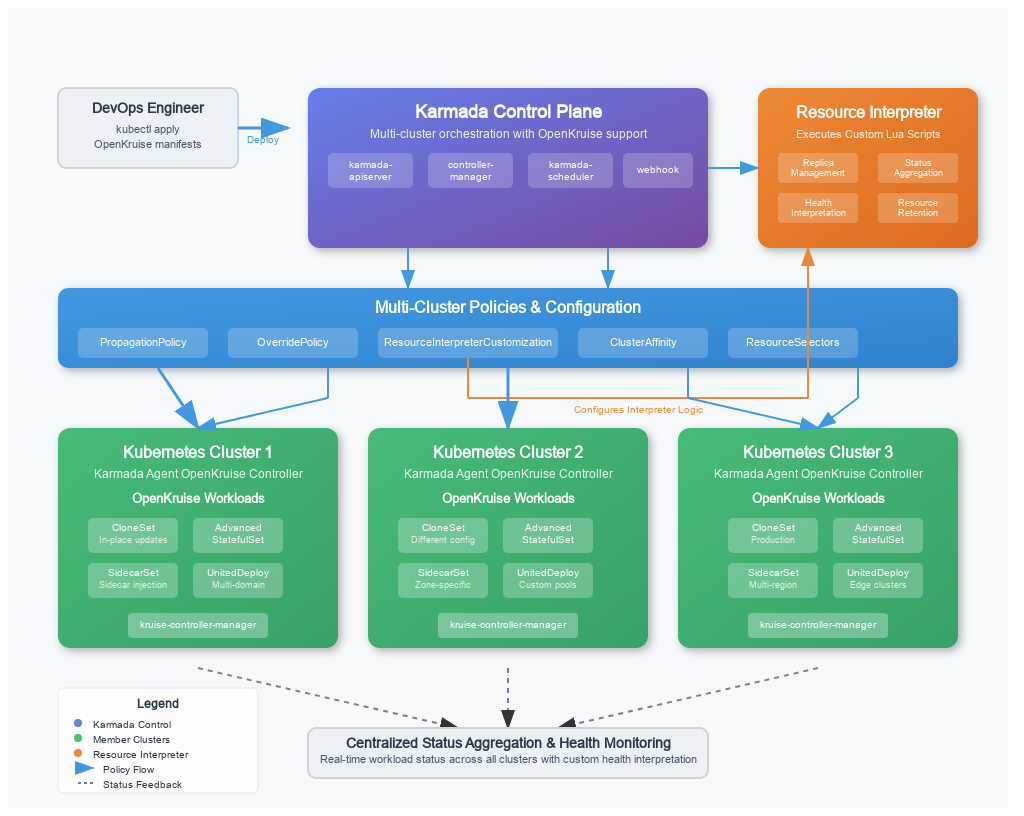 DevOps Engineer
kubectl apply
OpenKruise manifests
Deploy
Karmada Control Plane
Multi-cluster orchestration with OpenKruise support
karmada-
apiserver
controller-
manager
karmada-
scheduler
webhook
Resource Interpreter
Executes Custom Lua Scripts
Replica
Management
Status
Aggregation
Health
Interpretation
Resource
Retention
Multi-Cluster Policies & Configuration
PropagationPolicy
OverridePolicy
ResourceInterpreterCustomization
ClusterAffinity
ResourceSelectors
Configures Interpreter Logic
Kubernetes Cluster 1
Karmada Agent OpenKruise Controller
OpenKruise Workloads
CloneSet
In-place updates
Advanced
StatefulSet
SidecarSet
Sidecar injection
UnitedDeploy
Multi-domain
kruise-controller-manager
Kubernetes Cluster 2
Karmada Agent OpenKruise Controller
OpenKruise Workloads
CloneSet
Different config
Advanced
StatefulSet
SidecarSet
Zone-specific
UnitedDeploy
Custom pools
kruise-controller-manager
Kubernetes Cluster 3
Karmada Agent OpenKruise Controller
OpenKruise Workloads
CloneSet
Production
Advanced
StatefulSet
SidecarSet
Multi-region
UnitedDeploy
Edge clusters
kruise-controller-manager
Legend
Karmada Control
Member Clusters
Resource Interpreter
Policy Flow
Status Feedback
Centralized Status Aggregation & Health Monitoring
Real-time workload status across all clusters with custom health interpretation